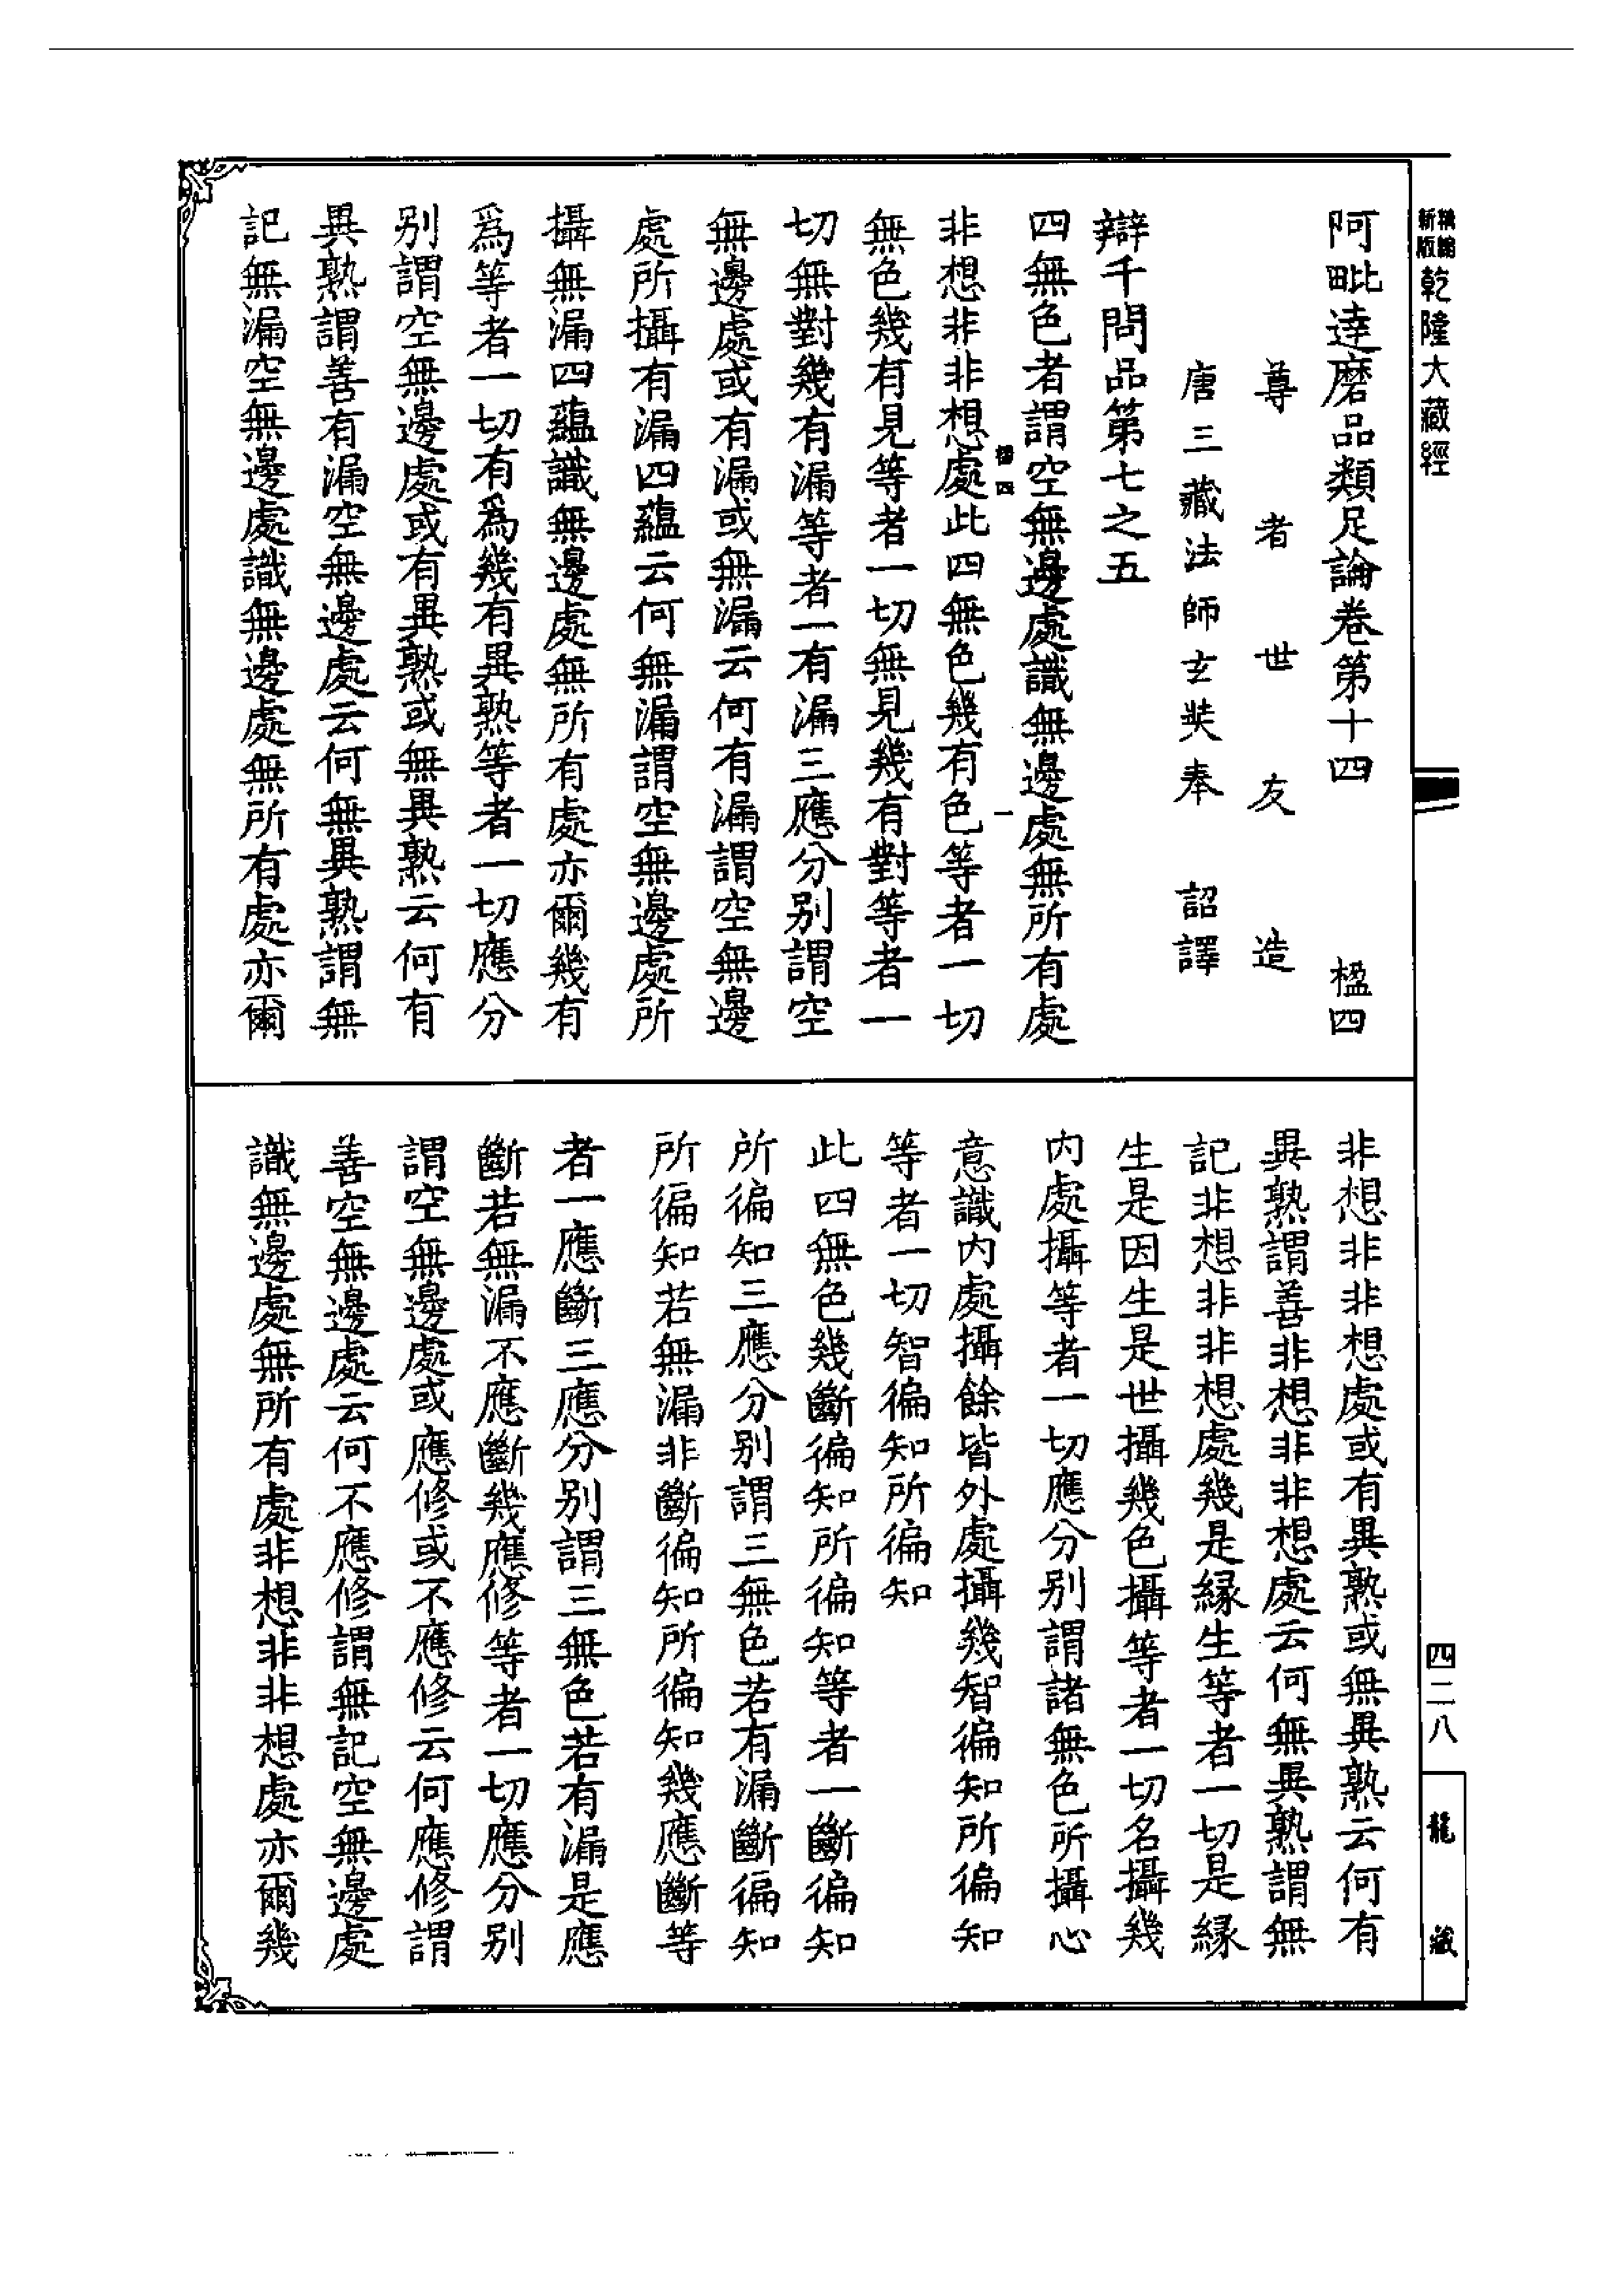 新版精縮乾隆大藏經
阿毗達磨品類足論卷第十四 楹四
尊者世友造
唐三藏法師玄奘奉 詔譯
辯千問品第七之五
四無色者謂空無邊處識無邊處無所有處
楹四 一
非想非非想處此四無色幾有色等者一切
無色幾有見等者一切無見幾有對等者一
切無對幾有漏等者一有漏三應分別謂空
無邊處或有漏或無漏云何有漏謂空無邊
處所攝有漏四蘊云何無漏謂空無邊處所
攝無漏四蘊識無邊處無所有處亦爾幾有
爲等者一切有爲幾有異熟等者一切應分
別謂空無邊處或有異熟或無異熟云何有
異熟謂善有漏空無邊處云何無異熟謂無
記無漏空無邊處識無邊處無所有處亦爾
非想非非想處或有異熟或無異熟云何有
異熟謂善非想非非想處云何無異熟謂無
記非想非非想處幾是緣生等者一切是緣
生是因生是世攝幾色攝等者一切名攝幾
内處攝等者一切應分別謂諸無色所攝心
意識内處攝餘皆外處攝幾智徧知所徧知
等者一切智徧知所徧知
此四無色幾斷徧知所徧知等者一斷徧知
所徧知三應分別謂三無色若有漏斷徧知
所徧知若無漏非斷徧知所徧知幾應斷等
者一應斷三應分別謂三無色若有漏是應
斷若無漏不應斷幾應修等者一切應分別
謂空無邊處或應修或不應修云何應修謂
善空無邊處云何不應修謂無記空無邊處
識無邊處無所有處非想非非想處亦爾幾
四二八
龍藏